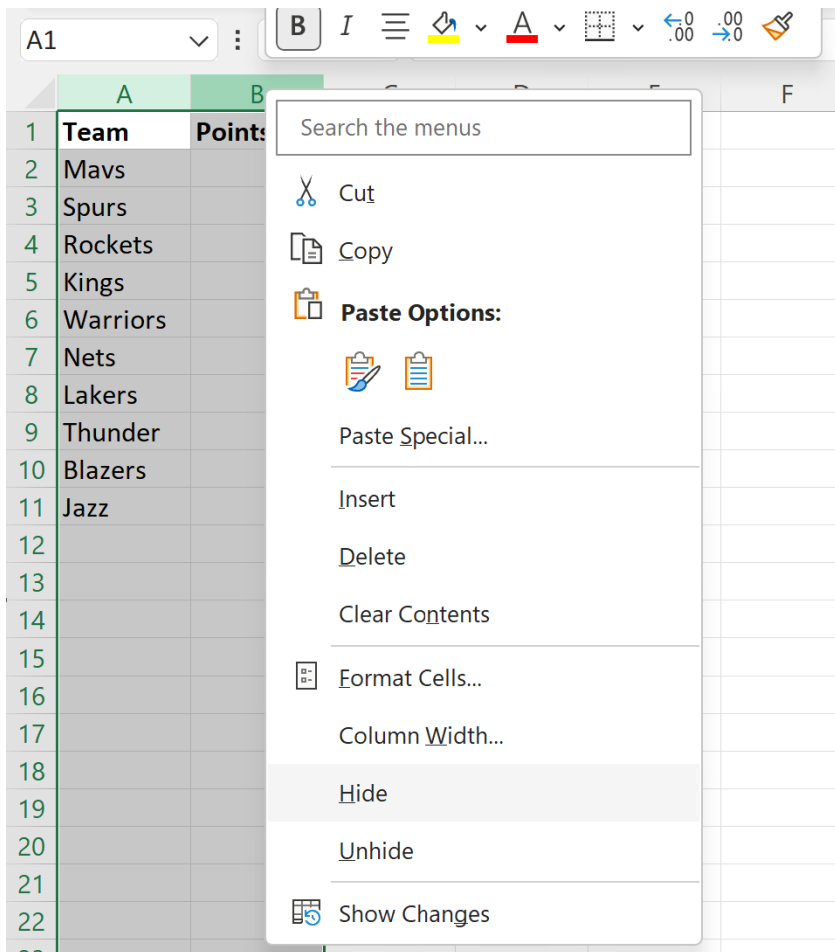 A1
B I A ←0 .00 .00 →0
A B F
1 Team Points
2 Mavs
3 Spurs
4 Rockets
5 Kings
6 Warriors
7 Nets
8 Lakers
9 Thunder
10 Blazers
11 Jazz
12
13
14
15
16
17
18
19
20
21
22
Search the menus
Cut
Copy
Paste Options:
Paste Special...
Insert
Delete
Clear Contents
Format Cells...
Column Width...
Hide
Unhide
Show Changes